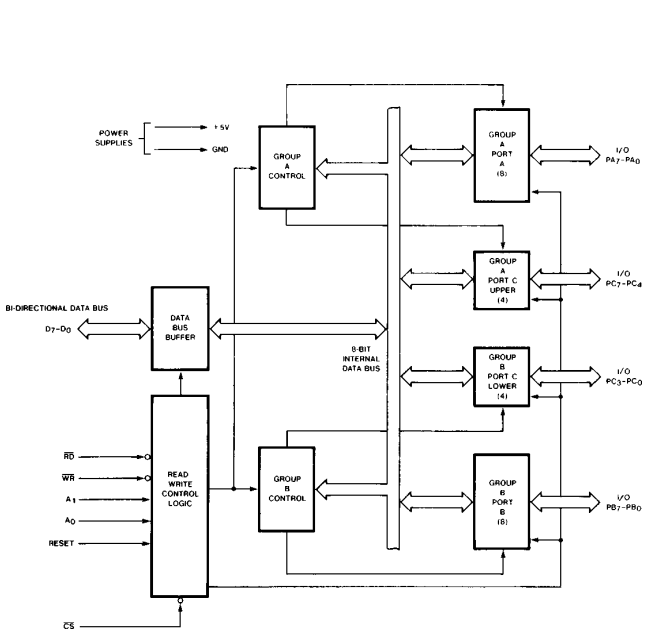 POWER
SUPPLIES
+5V
GND
GROUP
A
CONTROL
GROUP
A
PORT
A
(8)
I/O
PA7-PA0
GROUP
A
PORT C
UPPER
(4)
I/O
PC7-PC4
BI-DIRECTIONAL DATA BUS
D7-D0
DATA
BUS
BUFFER
8-BIT
INTERNAL
DATA BUS
GROUP
B
PORT C
LOWER
(4)
I/O
PC3-PC0
RD
WR
A1
A0
RESET
READ
WRITE
CONTROL
LOGIC
GROUP
B
CONTROL
GROUP
B
PORT
B
(8)
I/O
PB7-PB0
CS